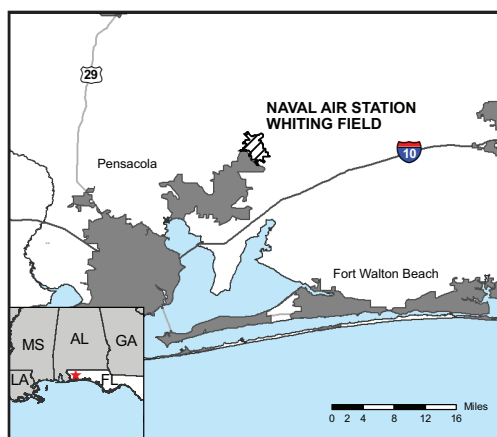 29
NAVAL AIR STATION
WHITING FIELD
10
Pensacola
Fort Walton Beach
MS
AL
GA
LA
FL
Miles
0 2 4 8 12 16